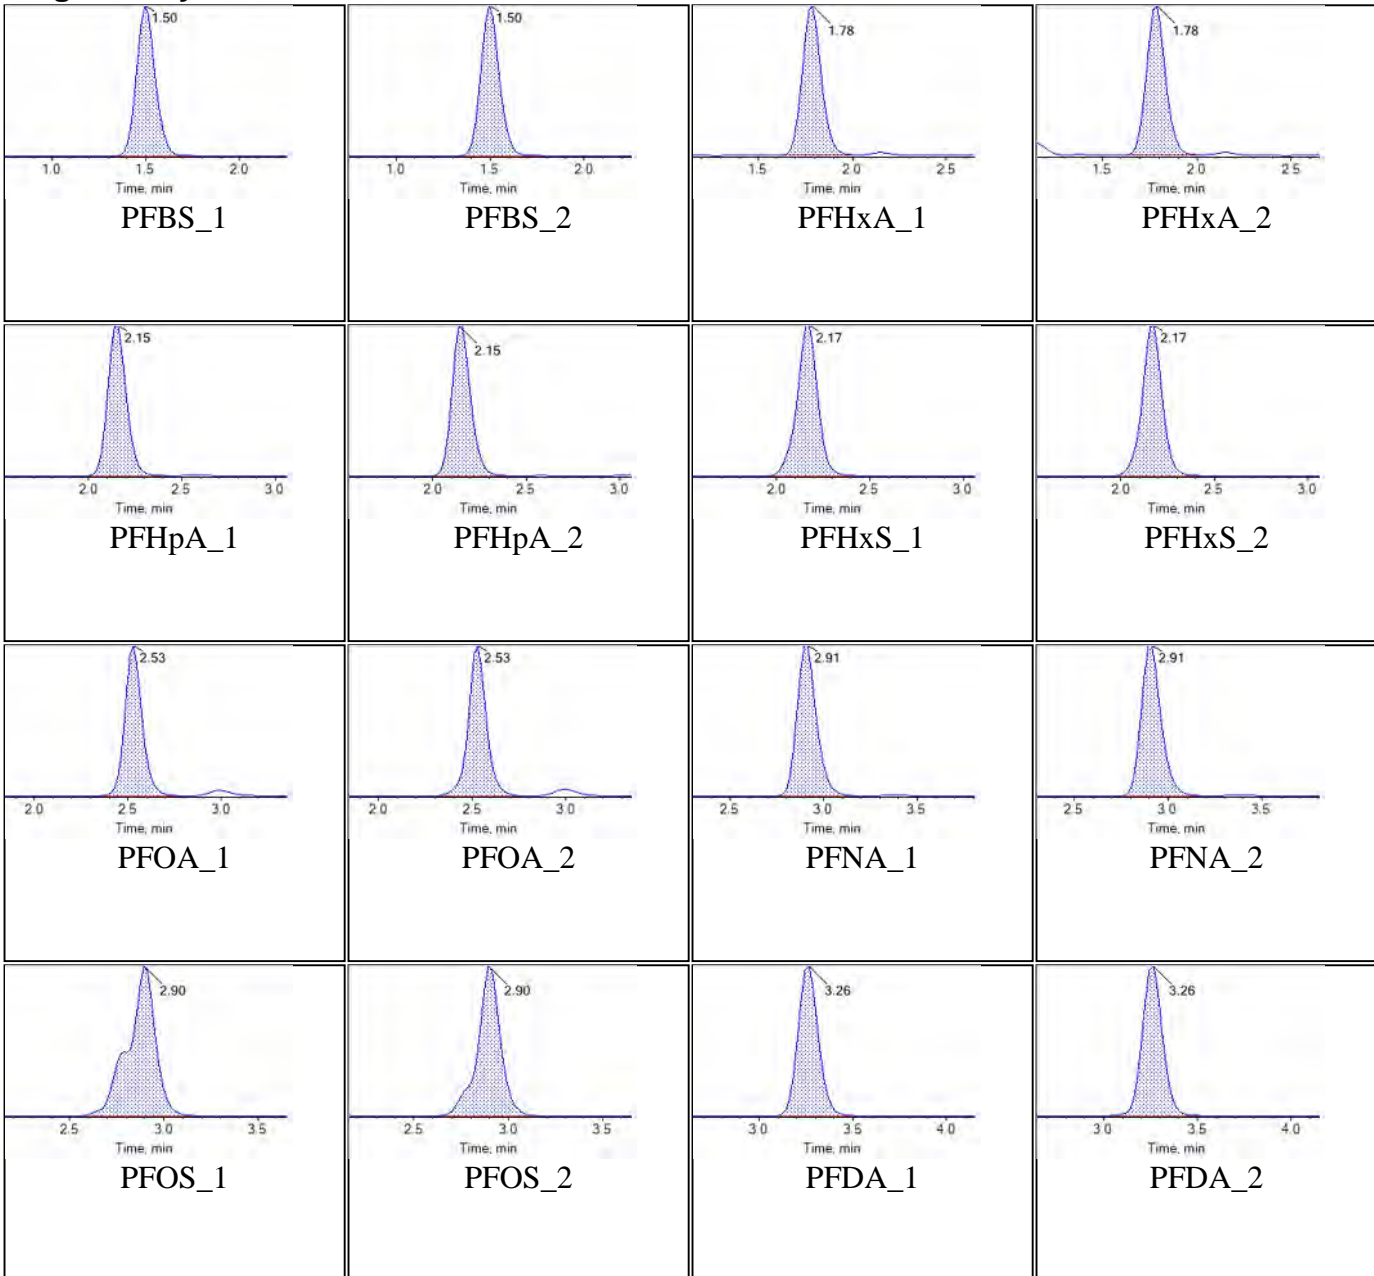 1.50 1.50 1.78 1.78
1.0 1.5 2.0 1.0 1.5 2.0 1.5 2.0 2.5 1.5 2.0 2.5
Time, min Time, min Time, min Time, min
PFBS_1 PFBS_2 PFHxA_1 PFHxA_2
2.15 2.15 2.17 2.17
2.0 2.5 3.0 2.0 2.5 3.0 2.0 2.5 3.0 2.0 2.5 3.0
Time, min Time, min Time, min Time, min
PFHpA_1 PFHpA_2 PFHxS_1 PFHxS_2
2.53 2.53 2.91 2.91
2.0 2.5 3.0 2.0 2.5 3.0 2.5 3.0 3.5 2.5 3.0 3.5
Time, min Time, min Time, min Time, min
PFOA_1 PFOA_2 PFNA_1 PFNA_2
2.90 2.90 3.26 3.26
2.5 3.0 3.5 2.5 3.0 3.5 3.0 3.5 4.0 3.0 3.5 4.0
Time, min Time, min Time, min Time, min
PFOS_1 PFOS_2 PFDA_1 PFDA_2